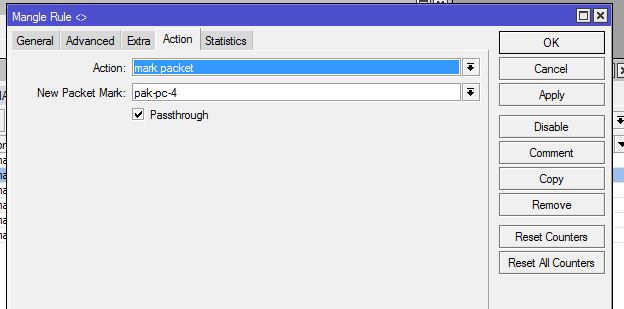 Mangle Rule <>
General Advanced Extra Action Statistics
Action: mark packet
New Packet Mark: pak-pc-4
Passthrough
OK
Cancel
Apply
Disable
Comment
Copy
Remove
Reset Counters
Reset All Counters